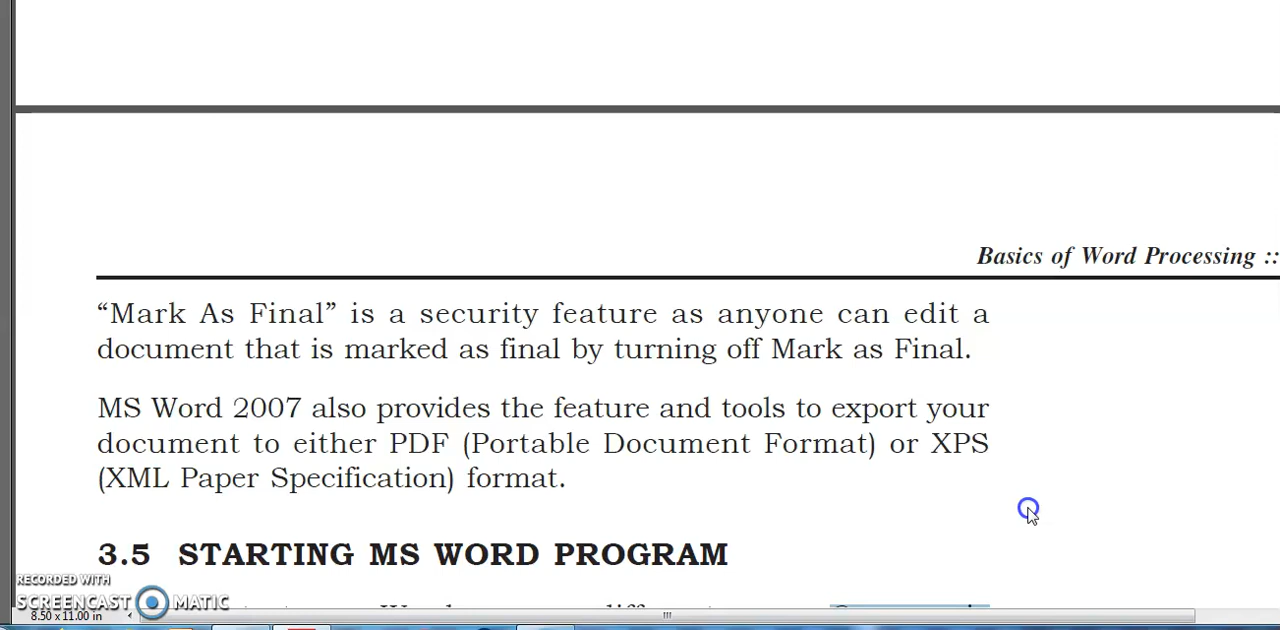 Basics of Word Processing ::
“Mark As Final” is a security feature as anyone can edit a
document that is marked as final by turning off Mark as Final.
MS Word 2007 also provides the feature and tools to export your
document to either PDF (Portable Document Format) or XPS
(XML Paper Specification) format.
3.5 STARTING MS WORD PROGRAM
RECORDED WITH
SCREENCAST MATIC
8.50 x 11.00 in